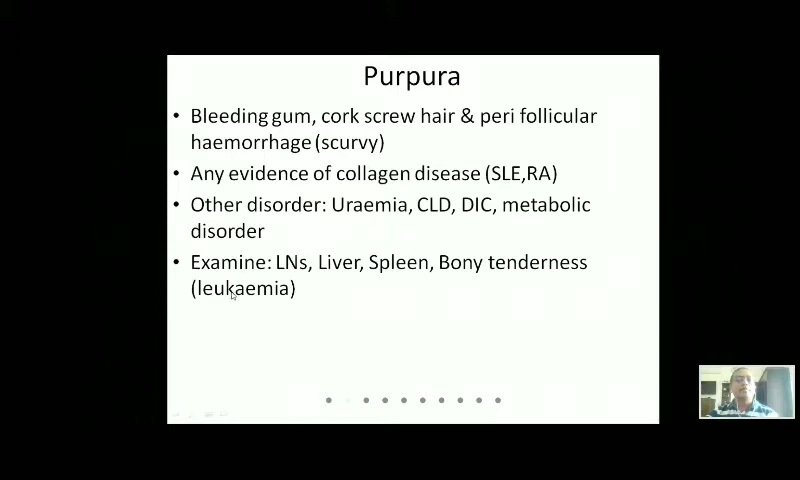 Purpura
• Bleeding gum, cork screw hair & peri follicular
haemorrhage (scurvy)
• Any evidence of collagen disease (SLE,RA)
• Other disorder: Uraemia, CLD, DIC, metabolic
disorder
• Examine: LNs, Liver, Spleen, Bony tenderness
(leukaemia)